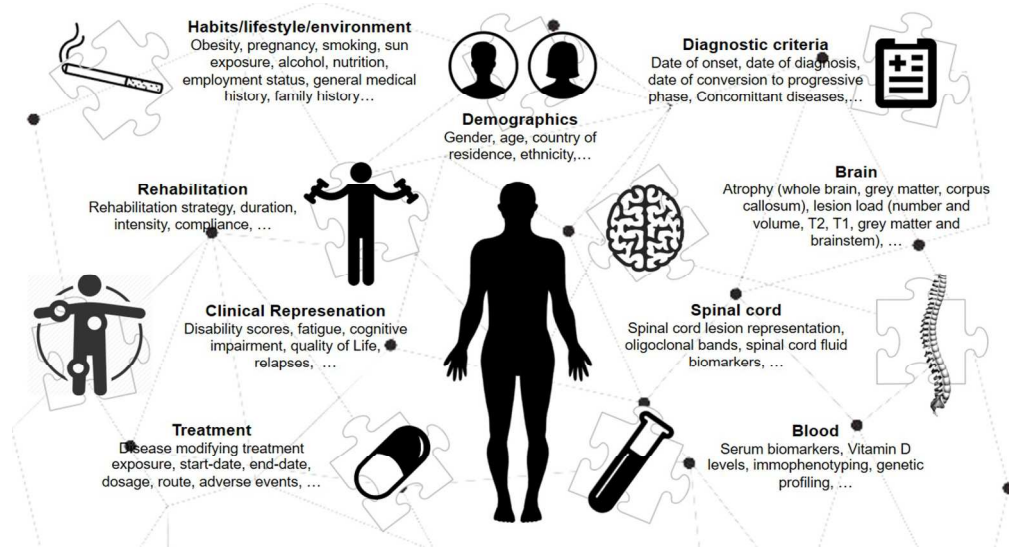 Habits/lifestyle/environment
Obesity, pregnancy, smoking, sun
exposure, alcohol, nutrition,
employment status, general medical
history, family history…
Demographics
Gender, age, country of
residence, ethnicity,…
Diagnostic criteria
Date of onset, date of diagnosis,
date of conversion to progressive
phase, Concomittant diseases,…
Rehabilitation
Rehabilitation strategy, duration,
intensity, compliance, …
Brain
Atrophy (whole brain, grey matter, corpus
callosum), lesion load (number and
volume, T2, T1, grey matter and
brainstem), …
Clinical Represenation
Disability scores, fatigue, cognitive
impairment, quality of Life,
relapses, …
Spinal cord
Spinal cord lesion representation,
oligoclonal bands, spinal cord fluid
biomarkers, …
Treatment
Disease modifying treatment
exposure, start-date, end-date,
dosage, route, adverse events, …
Blood
Serum biomarkers, Vitamin D
levels, immophenotyping, genetic
profiling, …